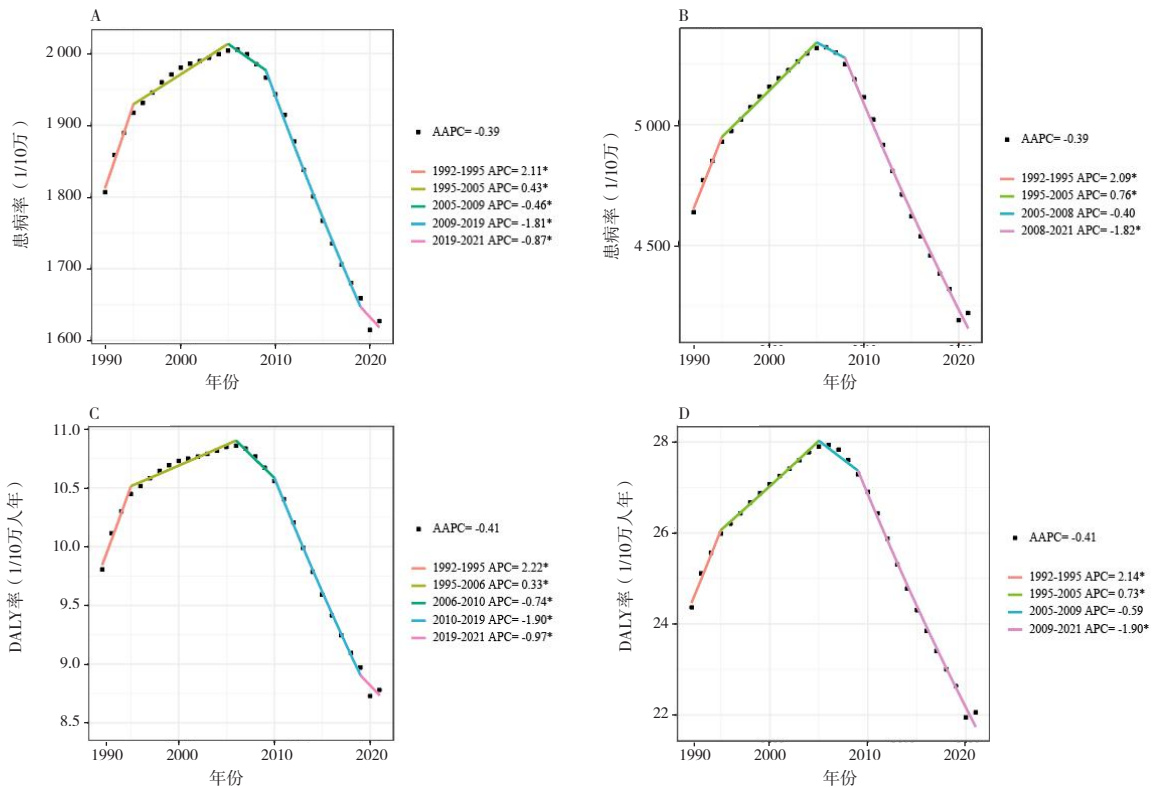 A
患病率（1/10万）
2 000
1 900
1 800
1 700
1 600
1990
2000
2010
2020
年份
AAPC= -0.39
1992-1995 APC= 2.11*
1995-2005 APC= 0.43*
2005-2009 APC= -0.46*
2009-2019 APC= -1.81*
2019-2021 APC= -0.87*
B
患病率（1/10万）
5 000
4 500
1990
2000
2010
2020
年份
AAPC= -0.39
1992-1995 APC= 2.09*
1995-2005 APC= 0.76*
2005-2008 APC= -0.40
2008-2021 APC= -1.82*
C
DALY率（1/10万人年）
11.0
10.5
10.0
9.5
9.0
8.5
1990
2000
2010
2020
年份
AAPC= -0.41
1992-1995 APC= 2.22*
1995-2006 APC= 0.33*
2006-2010 APC= -0.74*
2010-2019 APC= -1.90*
2019-2021 APC= -0.97*
D
DALY率（1/10万人年）
28
26
24
22
1990
2000
2010
2020
年份
AAPC= -0.41
1992-1995 APC= 2.14*
1995-2005 APC= 0.73*
2005-2009 APC= -0.59
2009-2021 APC= -1.90*